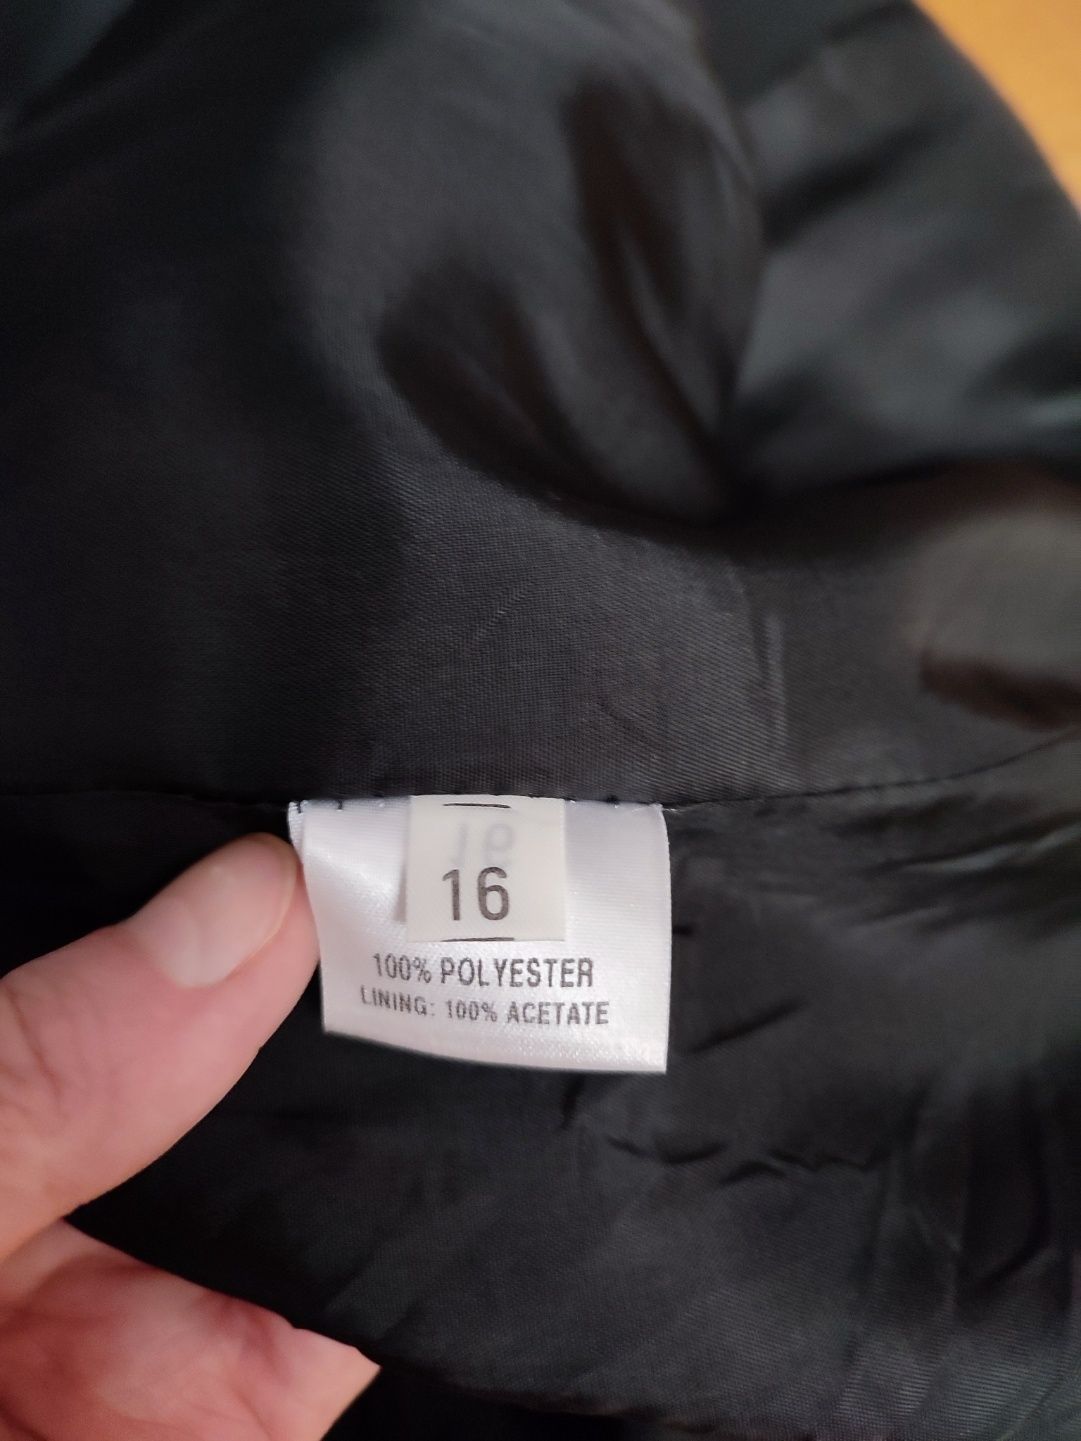 16
100% POLYESTER
LINING: 100% ACETATE